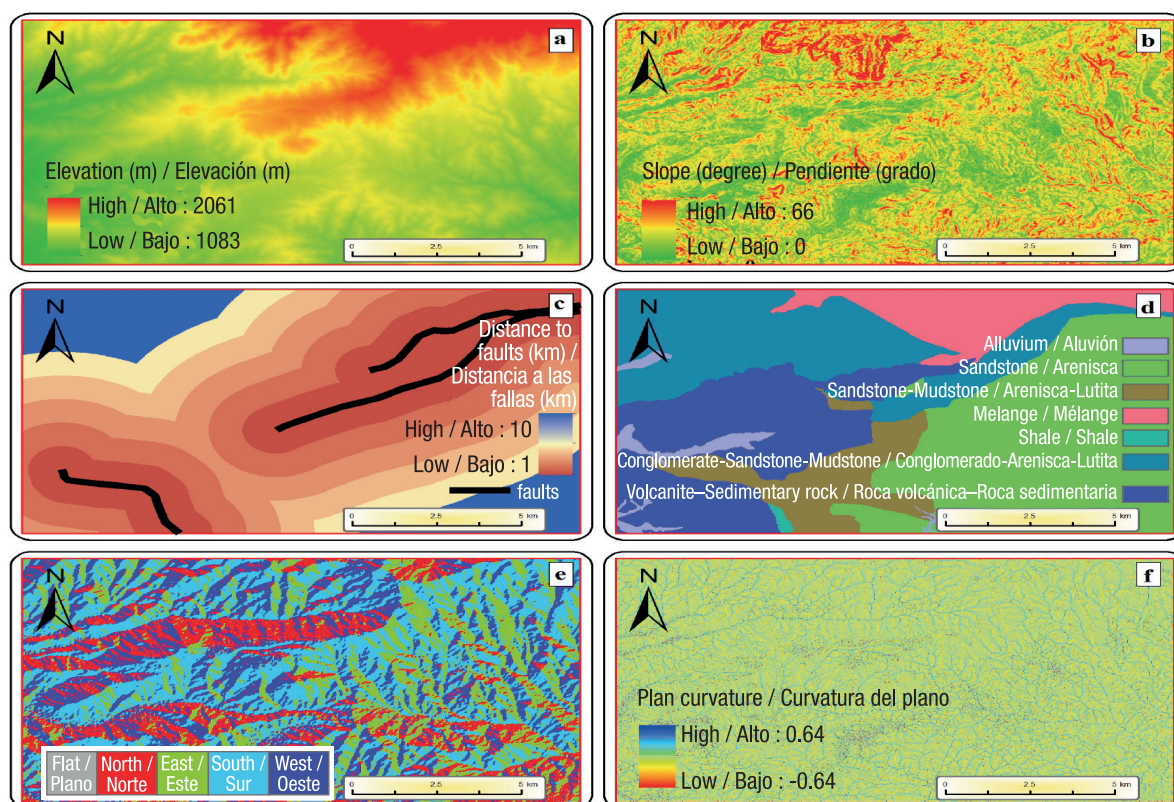 N
a
Elevation (m) / Elevación (m)
High / Alto : 2061
Low / Bajo : 1083
0 2.5 5 km
N
b
Slope (degree) / Pendiente (grado)
High / Alto : 66
Low / Bajo : 0
0 2.5 5 km
N
c
Distance to
faults (km) /
Distancia a las
fallas (km)
High / Alto : 10
Low / Bajo : 1
faults
0 2.5 5 km
N
d
Alluvium / Aluvión
Sandstone / Arenisca
Sandstone-Mudstone / Arenisca-Lutita
Melange / Mélange
Shale / Shale
Conglomerate-Sandstone-Mudstone / Conglomerado-Arenisca-Lutita
Volcanite–Sedimentary rock / Roca volcánica–Roca sedimentaria
0 2.5 5 km
N
e
Flat / Plano
North / Norte
East / Este
South / Sur
West / Oeste
0 2.5 5 km
N
f
Plan curvature / Curvatura del plano
High / Alto : 0.64
Low / Bajo : -0.64
0 2.5 5 km